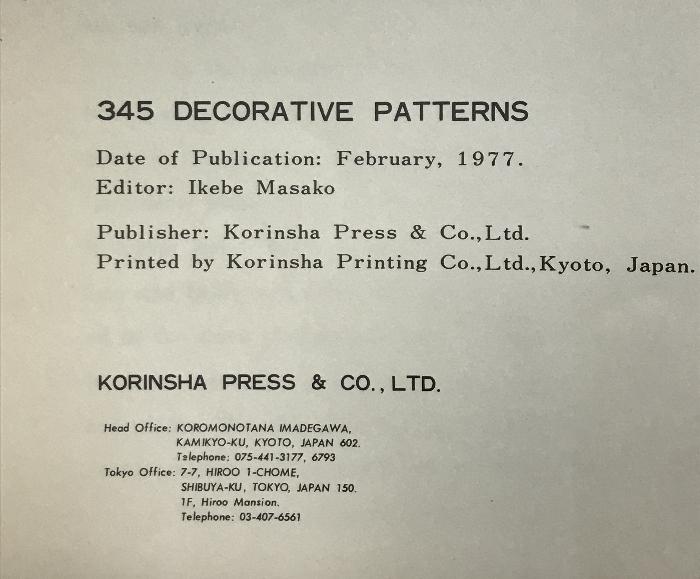 345 DECORATIVE PATTERNS
Date of Publication: February, 1977.
Editor: Ikebe Masako
Publisher: Korinsha Press & Co.,Ltd.
Printed by Korinsha Printing Co.,Ltd.,Kyoto, Japan.
KORINSHA PRESS & CO., LTD.
Head Office: KOROMONOTANA IMADEGAWA,
KAMIKYO-KU, KYOTO, JAPAN 602.
Telephone: 075-441-3177, 6793
Tokyo Office: 7-7, HIROO 1-CHOME,
SHIBUYA-KU, TOKYO, JAPAN 150.
1F, Hiroo Mansion.
Telephone: 03-407-6561